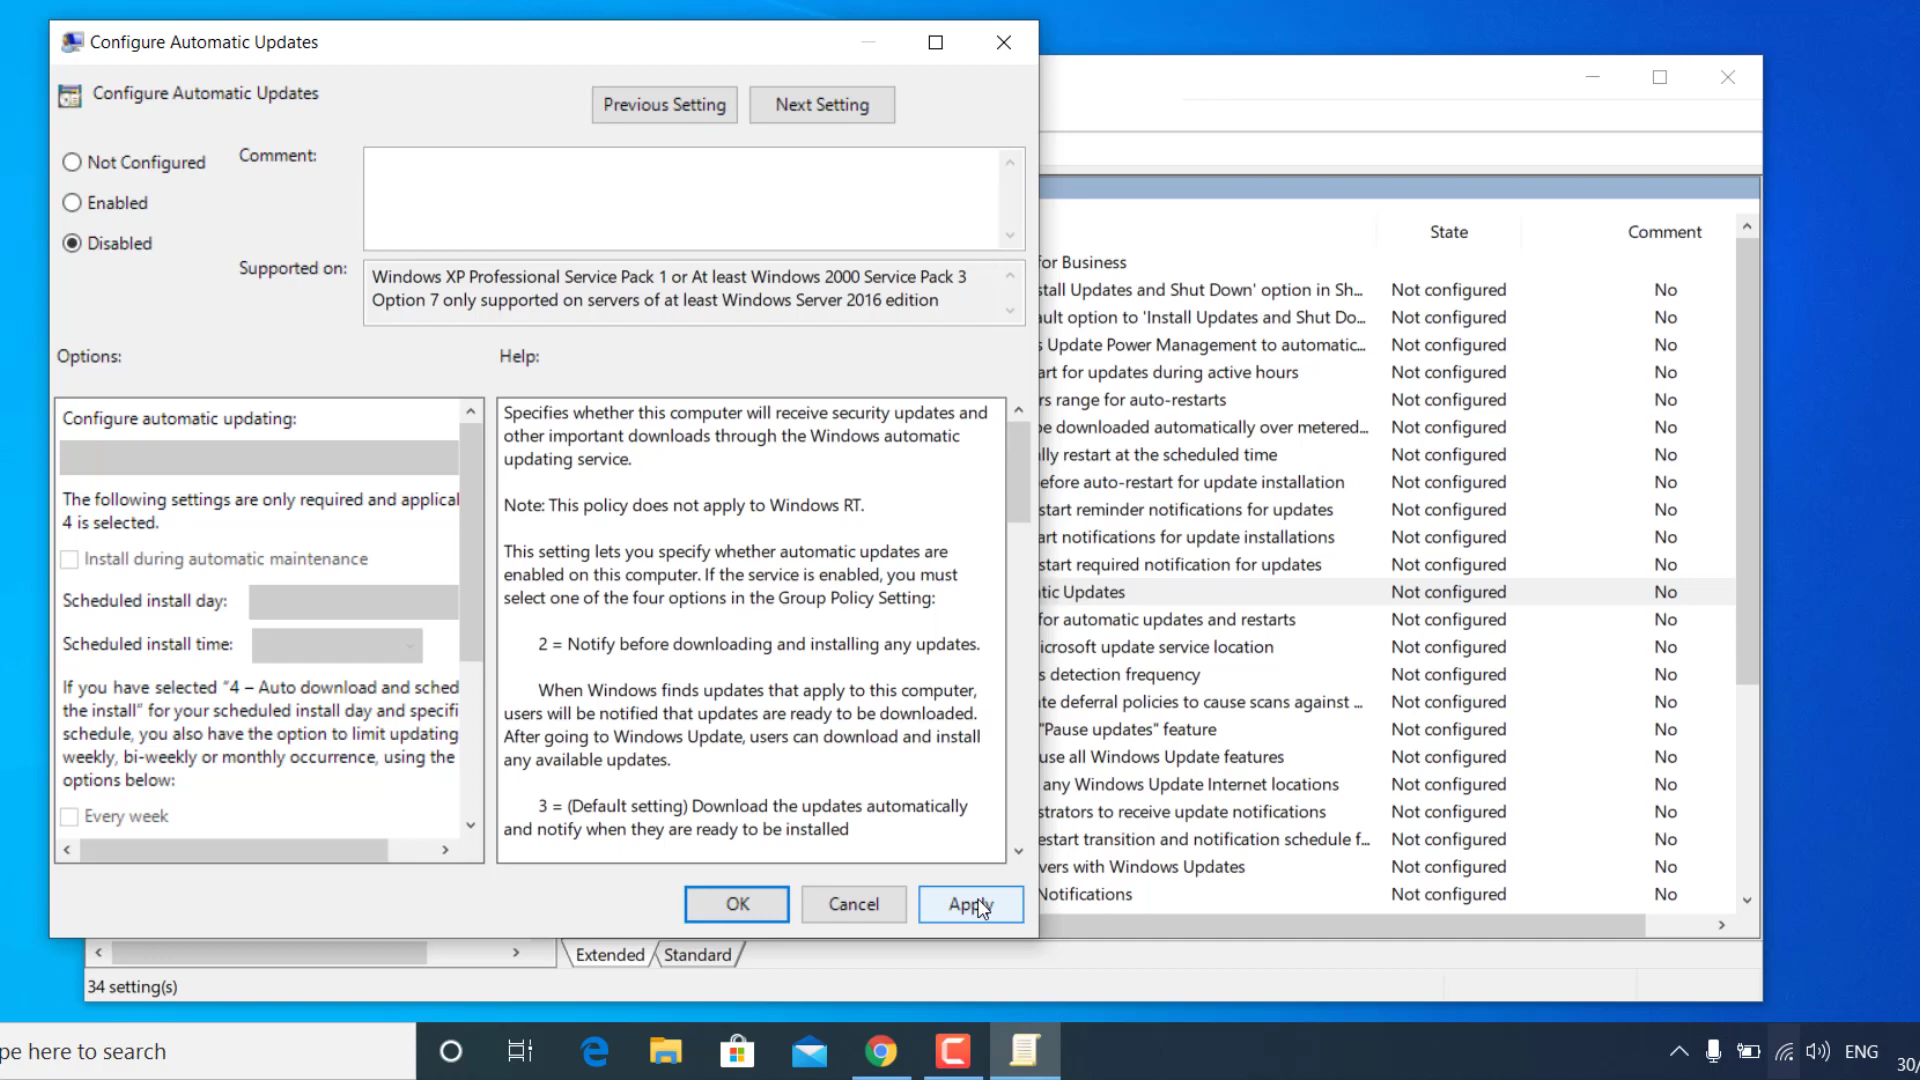 Configure Automatic Updates
Configure Automatic Updates
Previous Setting
Next Setting
Not Configured
Enabled
Disabled
Comment:
Supported on:
Windows XP Professional Service Pack 1 or At least Windows 2000 Service Pack 3
Option 7 only supported on servers of at least Windows Server 2016 edition
Options:
Help:
Configure automatic updating:
The following settings are only required and applical
4 is selected.
Install during automatic maintenance
Scheduled install day:
Scheduled install time:
If you have selected “4 – Auto download and sched
the install” for your scheduled install day and specifi
schedule, you also have the option to limit updating
weekly, bi-weekly or monthly occurrence, using the
options below:
Every week
Specifies whether this computer will receive security updates and
other important downloads through the Windows automatic
updating service.
Note: This policy does not apply to Windows RT.
This setting lets you specify whether automatic updates are
enabled on this computer. If the service is enabled, you must
select one of the four options in the Group Policy Setting:
2 = Notify before downloading and installing any updates.
When Windows finds updates that apply to this computer,
users will be notified that updates are ready to be downloaded.
After going to Windows Update, users can download and install
any available updates.
3 = (Default setting) Download the updates automatically
and notify when they are ready to be installed
OK
Cancel
Apply
State Comment
for Business
stall Updates and Shut Down' option in Sh... Not configured No
ault option to 'Install Updates and Shut Do... Not configured No
s Update Power Management to automatic... Not configured No
art for updates during active hours Not configured No
rs range for auto-restarts Not configured No
be downloaded automatically over metered... Not configured No
lly restart at the scheduled time Not configured No
efore auto-restart for update installation Not configured No
start reminder notifications for updates Not configured No
art notifications for update installations Not configured No
start required notification for updates Not configured No
tic Updates Not configured No
for automatic updates and restarts Not configured No
icrosoft update service location Not configured No
s detection frequency Not configured No
te deferral policies to cause scans against ... Not configured No
"Pause updates" feature Not configured No
use all Windows Update features Not configured No
any Windows Update Internet locations Not configured No
strators to receive update notifications Not configured No
estart transition and notification schedule f... Not configured No
vers with Windows Updates Not configured No
Notifications Not configured No
Extended
Standard
34 setting(s)
pe here to search
ENG
30/